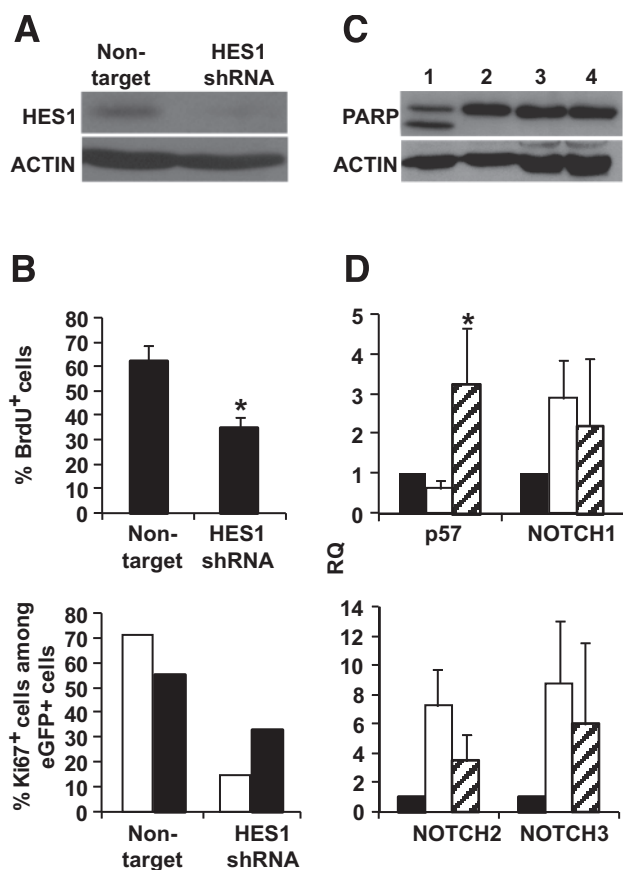 A
Non-
target
HES1
shRNA
HES1
ACTIN
C
1 2 3 4
PARP
ACTIN
B
% BrdU+ cells
80
70
60
50
40
30
20
10
0
*
Non-
target
HES1
shRNA
% Ki67+ cells among
eGFP+ cells
80
70
60
50
40
30
20
10
0
Non-
target
HES1
shRNA
D
RQ
5
4
3
2
1
0
*
p57 NOTCH1
14
12
10
8
6
4
2
0
NOTCH2 NOTCH3